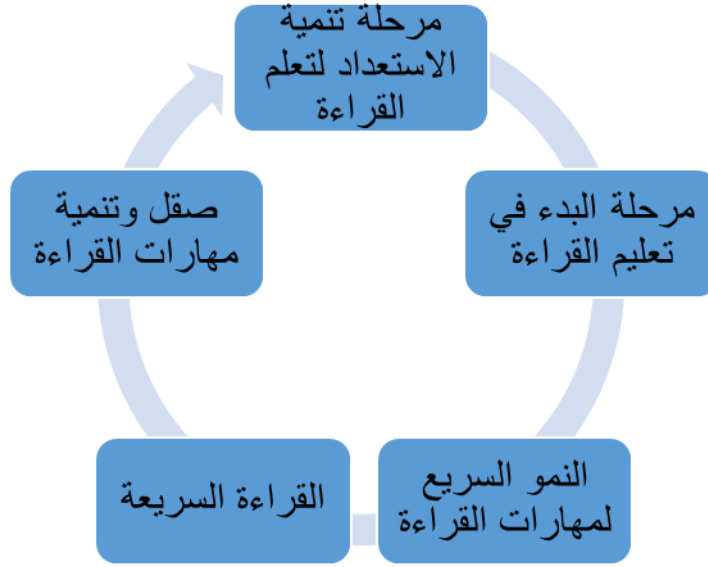 مرحلة تنمية
الاستعداد لتعلم
القراءة
مرحلة البدء في
تعليم القراءة
النمو السريع
لمهارات القراءة
القراءة السريعة
صقل وتنمية
مهارات القراءة